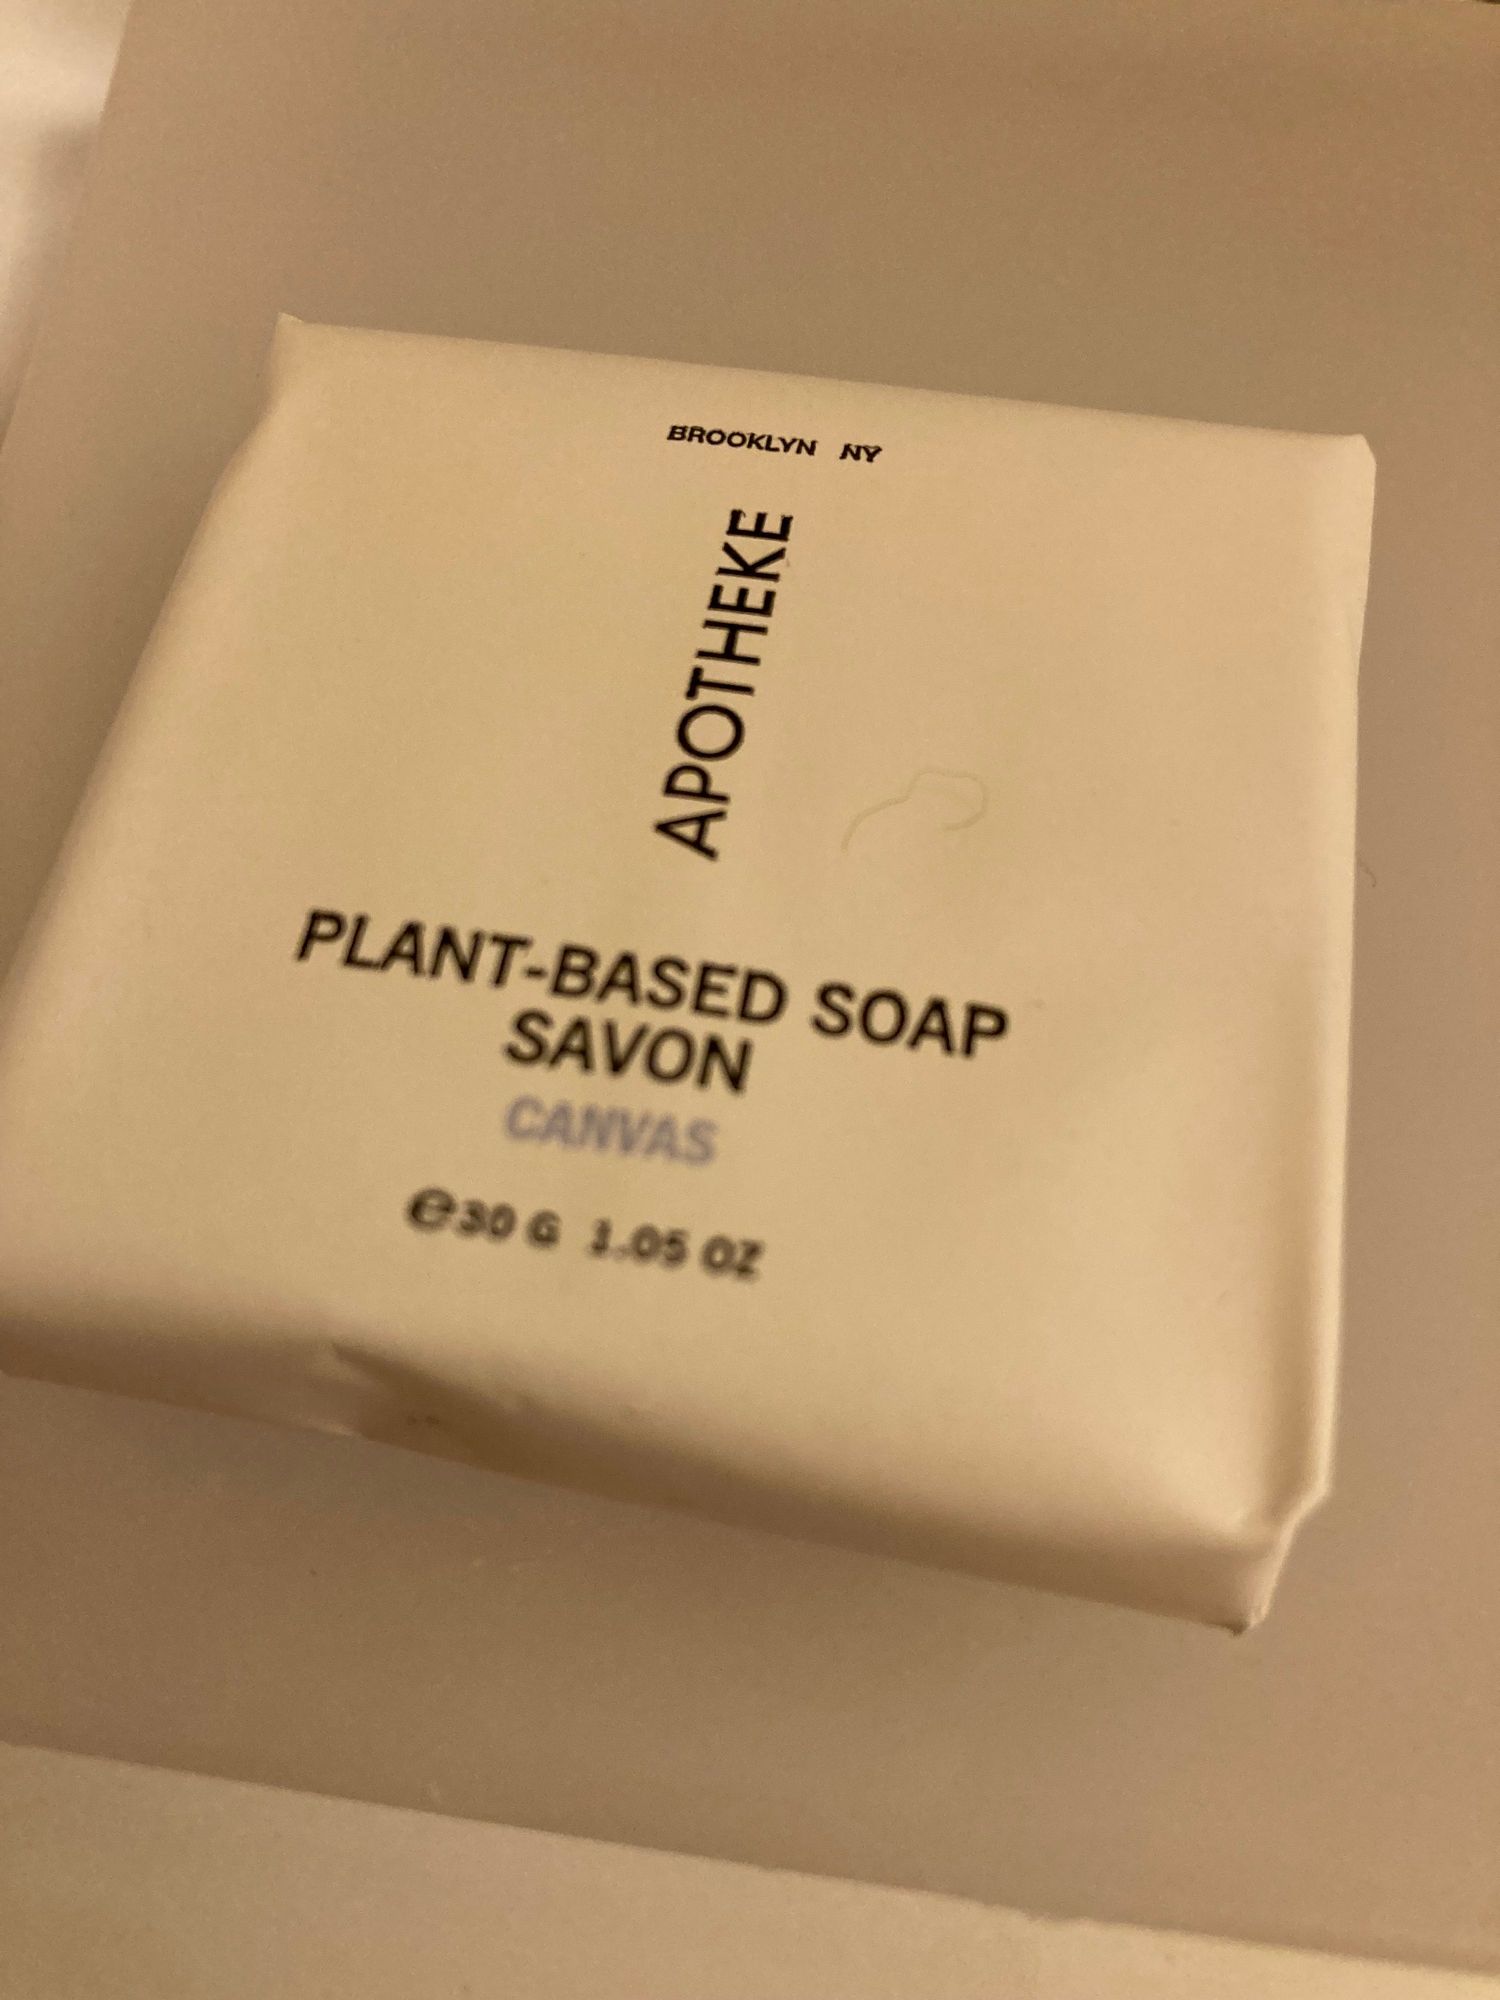 BROOKLYN NY
APOTHEKE
PLANT-BASED SOAP
SAVON
CANVAS
℮30 G 1.05 OZ